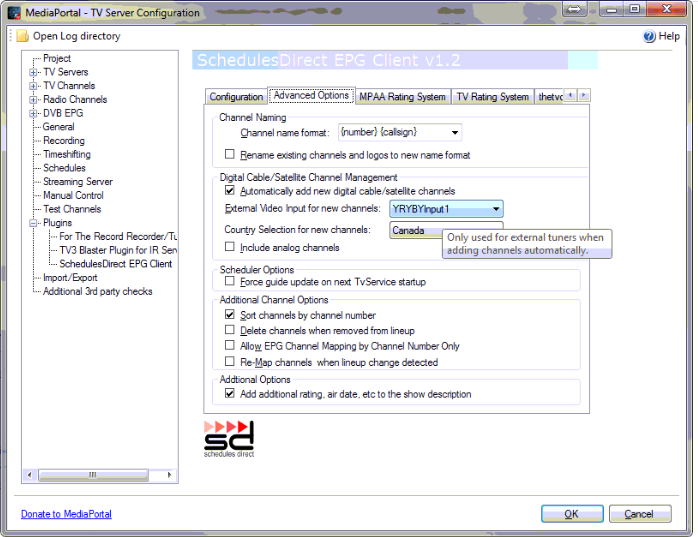 MediaPortal - TV Server Configuration
Open Log directory
Help
Project
TV Servers
TV Channels
Radio Channels
DVB EPG
General
Recording
Timeshifting
Schedules
Streaming Server
Manual Control
Test Channels
Plugins
For The Record Recorder/Tu
TV3 Blaster Plugin for IR Serv
SchedulesDirect EPG Client
Import/Export
Additional 3rd party checks
SchedulesDirect EPG Client v1.2
Configuration
Advanced Options
MPAA Rating System
TV Rating System
thetvd
Channel Naming
Channel name format:
{number} {callsign}
Rename existing channels and logos to new name format
Digital Cable/Satellite Channel Management
Automatically add new digital cable/satellite channels
External Video Input for new channels:
YRYBYInput1
Country Selection for new channels:
Canada
Only used for external tuners when
adding channels automatically.
Include analog channels
Scheduler Options
Force guide update on next TvService startup
Additional Channel Options
Sort channels by channel number
Delete channels when removed from lineup
Allow EPG Channel Mapping by Channel Number Only
Re-Map channels when lineup change detected
Addtional Options
Add additional rating, air date, etc to the show description
sd
schedules direct
Donate to MediaPortal
OK
Cancel